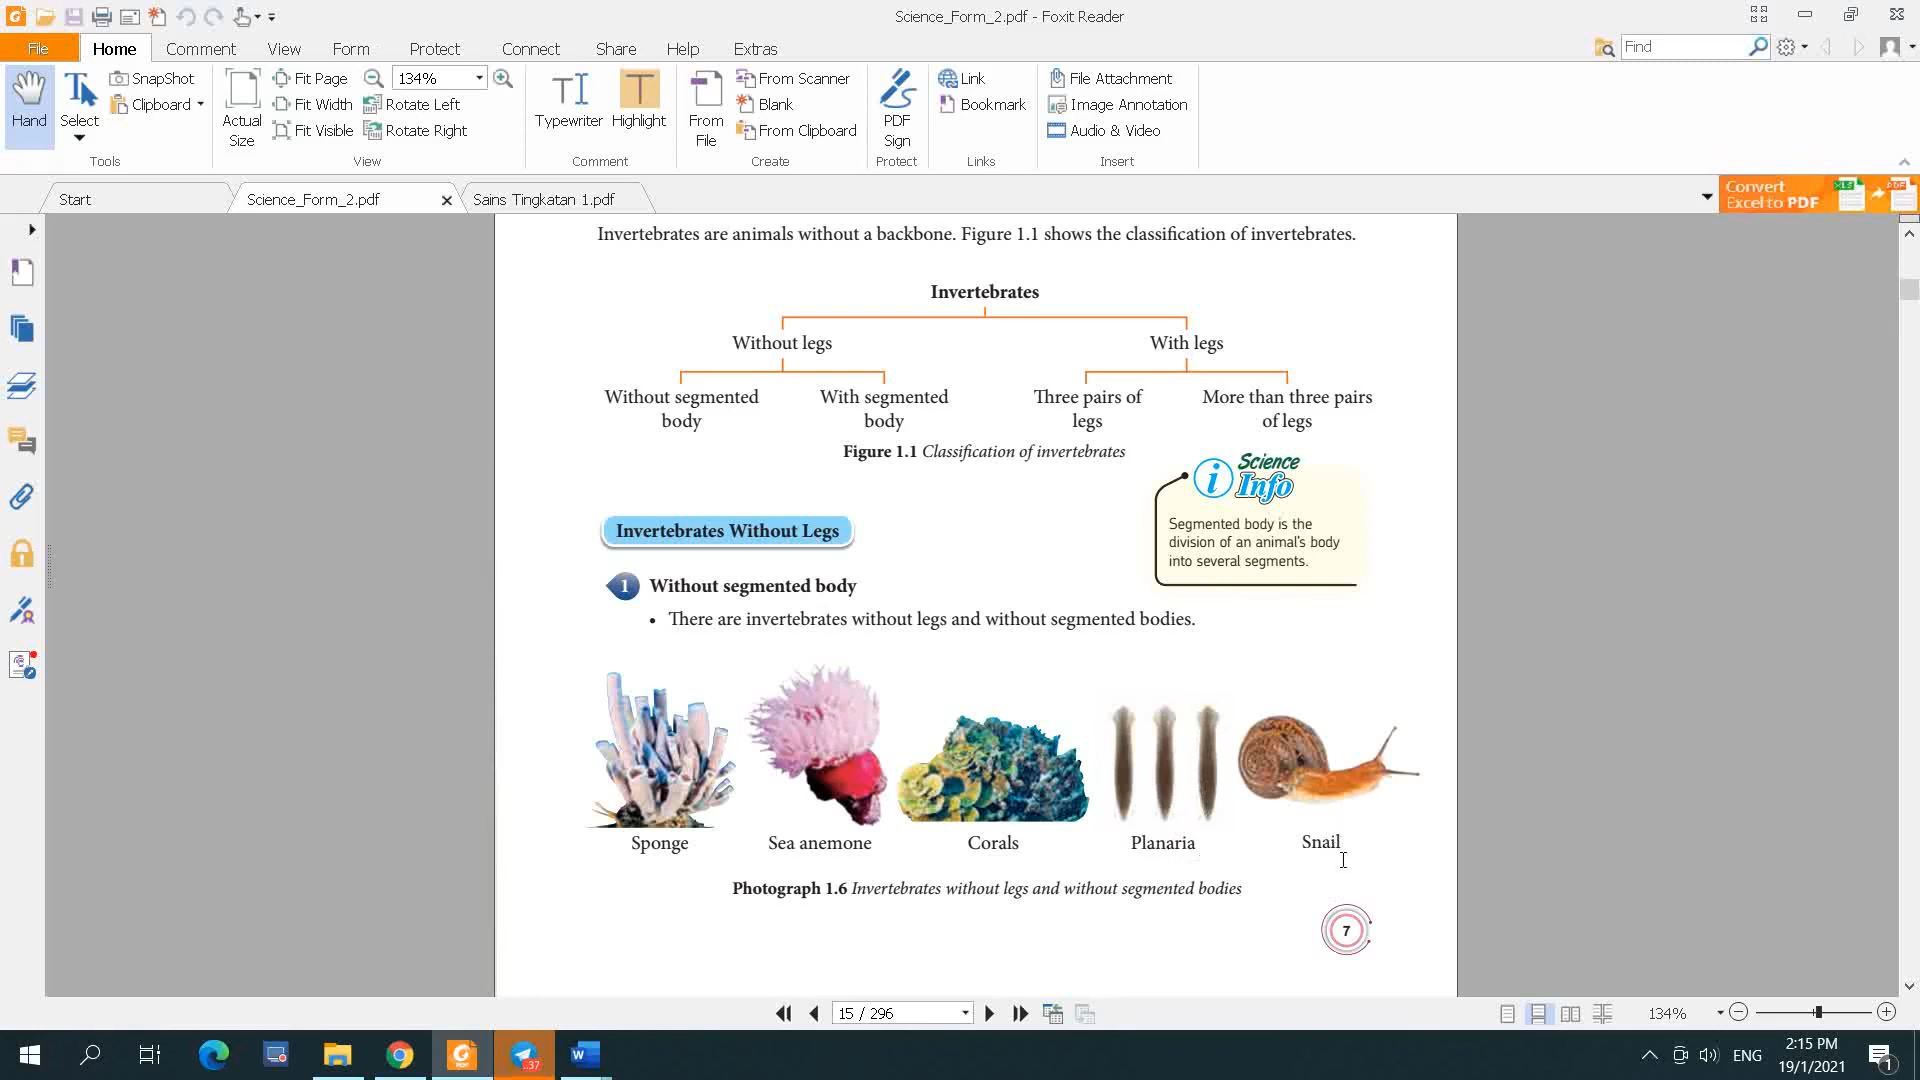 Science_Form_2.pdf - Foxit Reader
File Home Comment View Form Protect Connect Share Help Extras
Find
Hand
Select
SnapShot
Clipboard
Tools
Actual Size
Fit Page
Fit Width
Fit Visible
134%
Rotate Left
Rotate Right
View
Typewriter
Highlight
Comment
From File
From Scanner
Blank
From Clipboard
Create
PDF Sign
Protect
Link
Bookmark
Links
File Attachment
Image Annotation
Audio & Video
Insert
Start
Science_Form_2.pdf
Sains Tingkatan 1.pdf
Convert
Excel to PDF
XLS
PDF
Invertebrates are animals without a backbone. Figure 1.1 shows the classification of invertebrates.
Invertebrates
Without legs
With legs
Without segmented body
With segmented body
Three pairs of legs
More than three pairs of legs
Figure 1.1 Classification of invertebrates
i Science Info
Segmented body is the
division of an animal's body
into several segments.
Invertebrates Without Legs
1 Without segmented body
• There are invertebrates without legs and without segmented bodies.
Sponge
Sea anemone
Corals
Planaria
Snail
Photograph 1.6 Invertebrates without legs and without segmented bodies
7
15 / 296
134%
..37
W
ENG
2:15 PM
19/1/2021
1